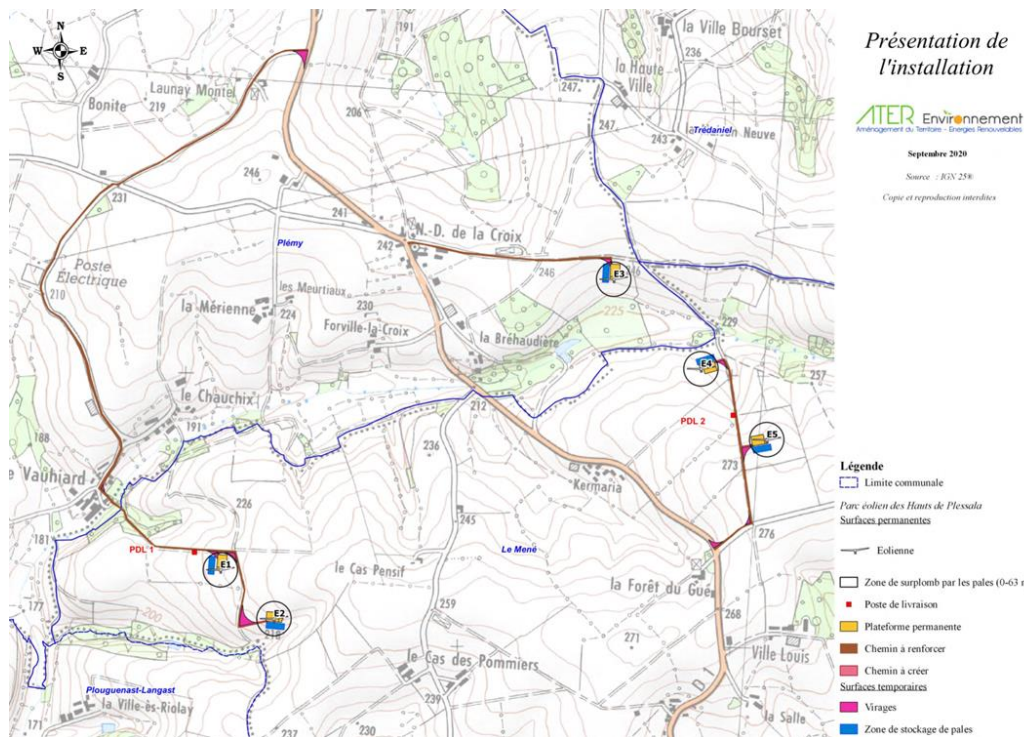 Présentation de
l'installation
ATER Environnement
Aménagement du Territoire - Energies Renouvelables
Septembre 2020
Source : IGN 25®
Copie et reproduction interdites
N
W E
S
191
la Ville Bourset
236
la Haute
Ville
247
247
243
Trédaniel
Neuve
Launay Montel
219
Bonite
206
246
231
241
N.-D. de la Croix
242
Plémy
Poste
Électrique
210
246
E3
les Meurtiaux
la Mérienne
224
230
Forville-la-Croix
225
229
la Bréhaudière
E4
257
le Chauchix
191
212
PDL 2
188
236
E5
273
Vauhiard
Kermaria
226
245
276
181
PDL 1
E1
le Cas Pensif
Le Mené
la Forêt du Gué
177
200
E2
259
268
271
Ville Louis
le Cas des Pommiers
Plouguenast-Langast
la Ville-ès-Riolay
239
171
237
230
D 1
la Salle
Légende
Limite communale
Parc éolien des Hauts de Plessala
Surfaces permanentes
Eolienne
Zone de surplomb par les pales (0-63
Poste de livraison
Plateforme permanente
Chemin à renforcer
Chemin à créer
Surfaces temporaires
Virages
Zone de stockage de pales